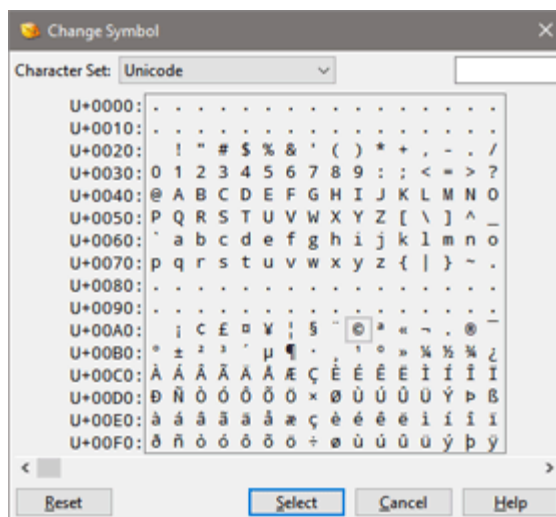 Change Symbol
Character Set: Unicode
U+0000: . . . . . . . . . . . . . . . .
U+0010: . . . . . . . . . . . . . . . .
U+0020:   ! " # $ % & ' ( ) * + , - . /
U+0030: 0 1 2 3 4 5 6 7 8 9 : ; < = > ?
U+0040: @ A B C D E F G H I J K L M N O
U+0050: P Q R S T U V W X Y Z [ \ ] ^ _
U+0060: ` a b c d e f g h i j k l m n o
U+0070: p q r s t u v w x y z { | } ~ .
U+0080: . . . . . . . . . . . . . . . .
U+0090: . . . . . . . . . . . . . . . .
U+00A0:   ¡ ¢ £ ¤ ¥ ¦ § ¨ © ª « ¬ . ® ¯
U+00B0: ° ± ² ³ ´ µ ¶ · ¸ ¹ º » ¼ ½ ¾ ¿
U+00C0: À Á Â Ã Ä Å Æ Ç È É Ê Ë Ì Í Î Ï
U+00D0: Ð Ñ Ò Ó Ô Õ Ö × Ø Ù Ú Û Ü Ý Þ ß
U+00E0: à á â ã ä å æ ç è é ê ë ì í î ï
U+00F0: ð ñ ò ó ô õ ö ÷ ø ù ú û ü ý þ ÿ
Reset Select Cancel Help